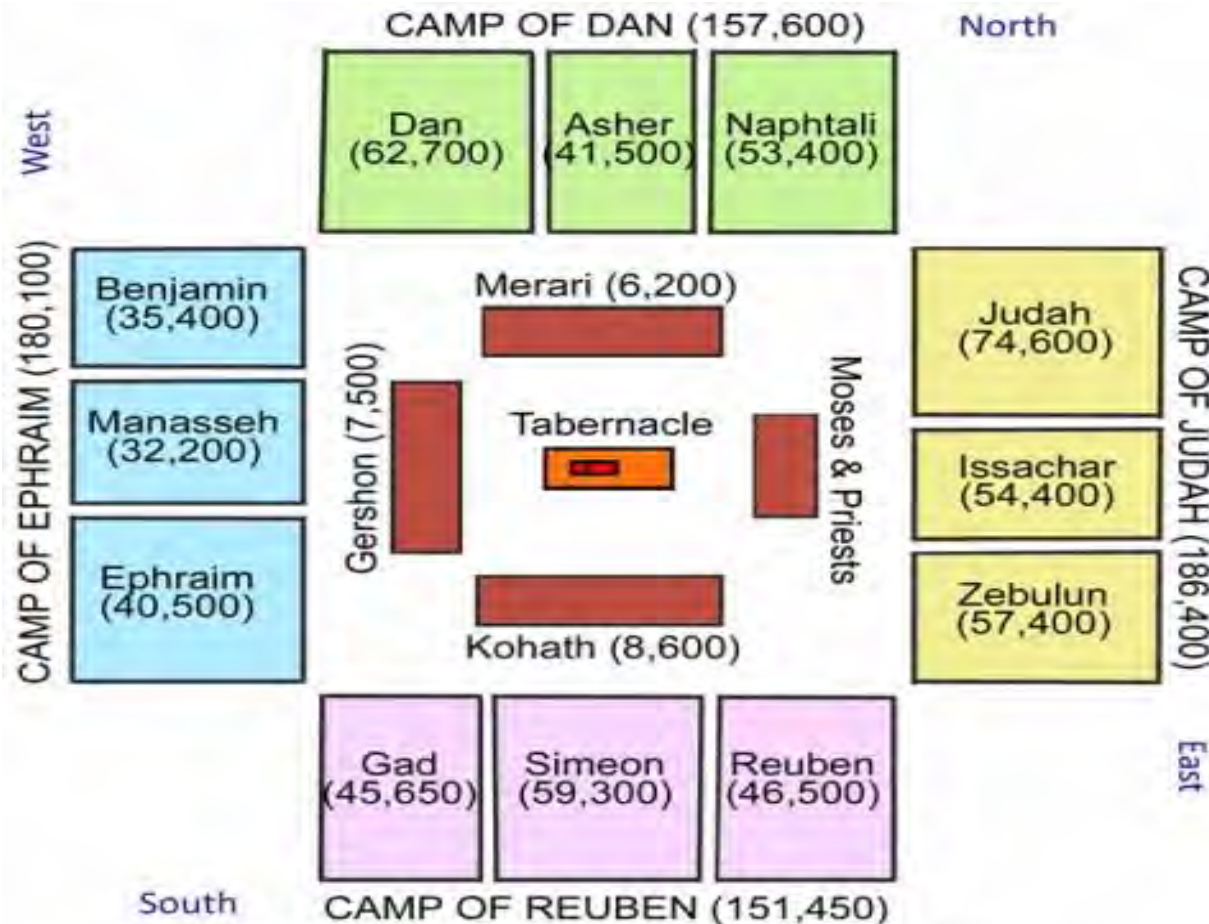 CAMP OF DAN (157,600)
North
West
Dan
(62,700)
Asher
(41,500)
Naphtali
(53,400)
CAMP OF EPHRAIM (180,100)
Benjamin
(35,400)
Manasseh
(32,200)
Ephraim
(40,500)
Merari (6,200)
Gershon (7,500)
Tabernacle
Moses & Priests
Kohath (8,600)
Judah
(74,600)
Issachar
(54,400)
Zebulun
(57,400)
CAMP OF JUDAH (186,400)
Gad
(45,650)
Simeon
(59,300)
Reuben
(46,500)
East
South
CAMP OF REUBEN (151,450)